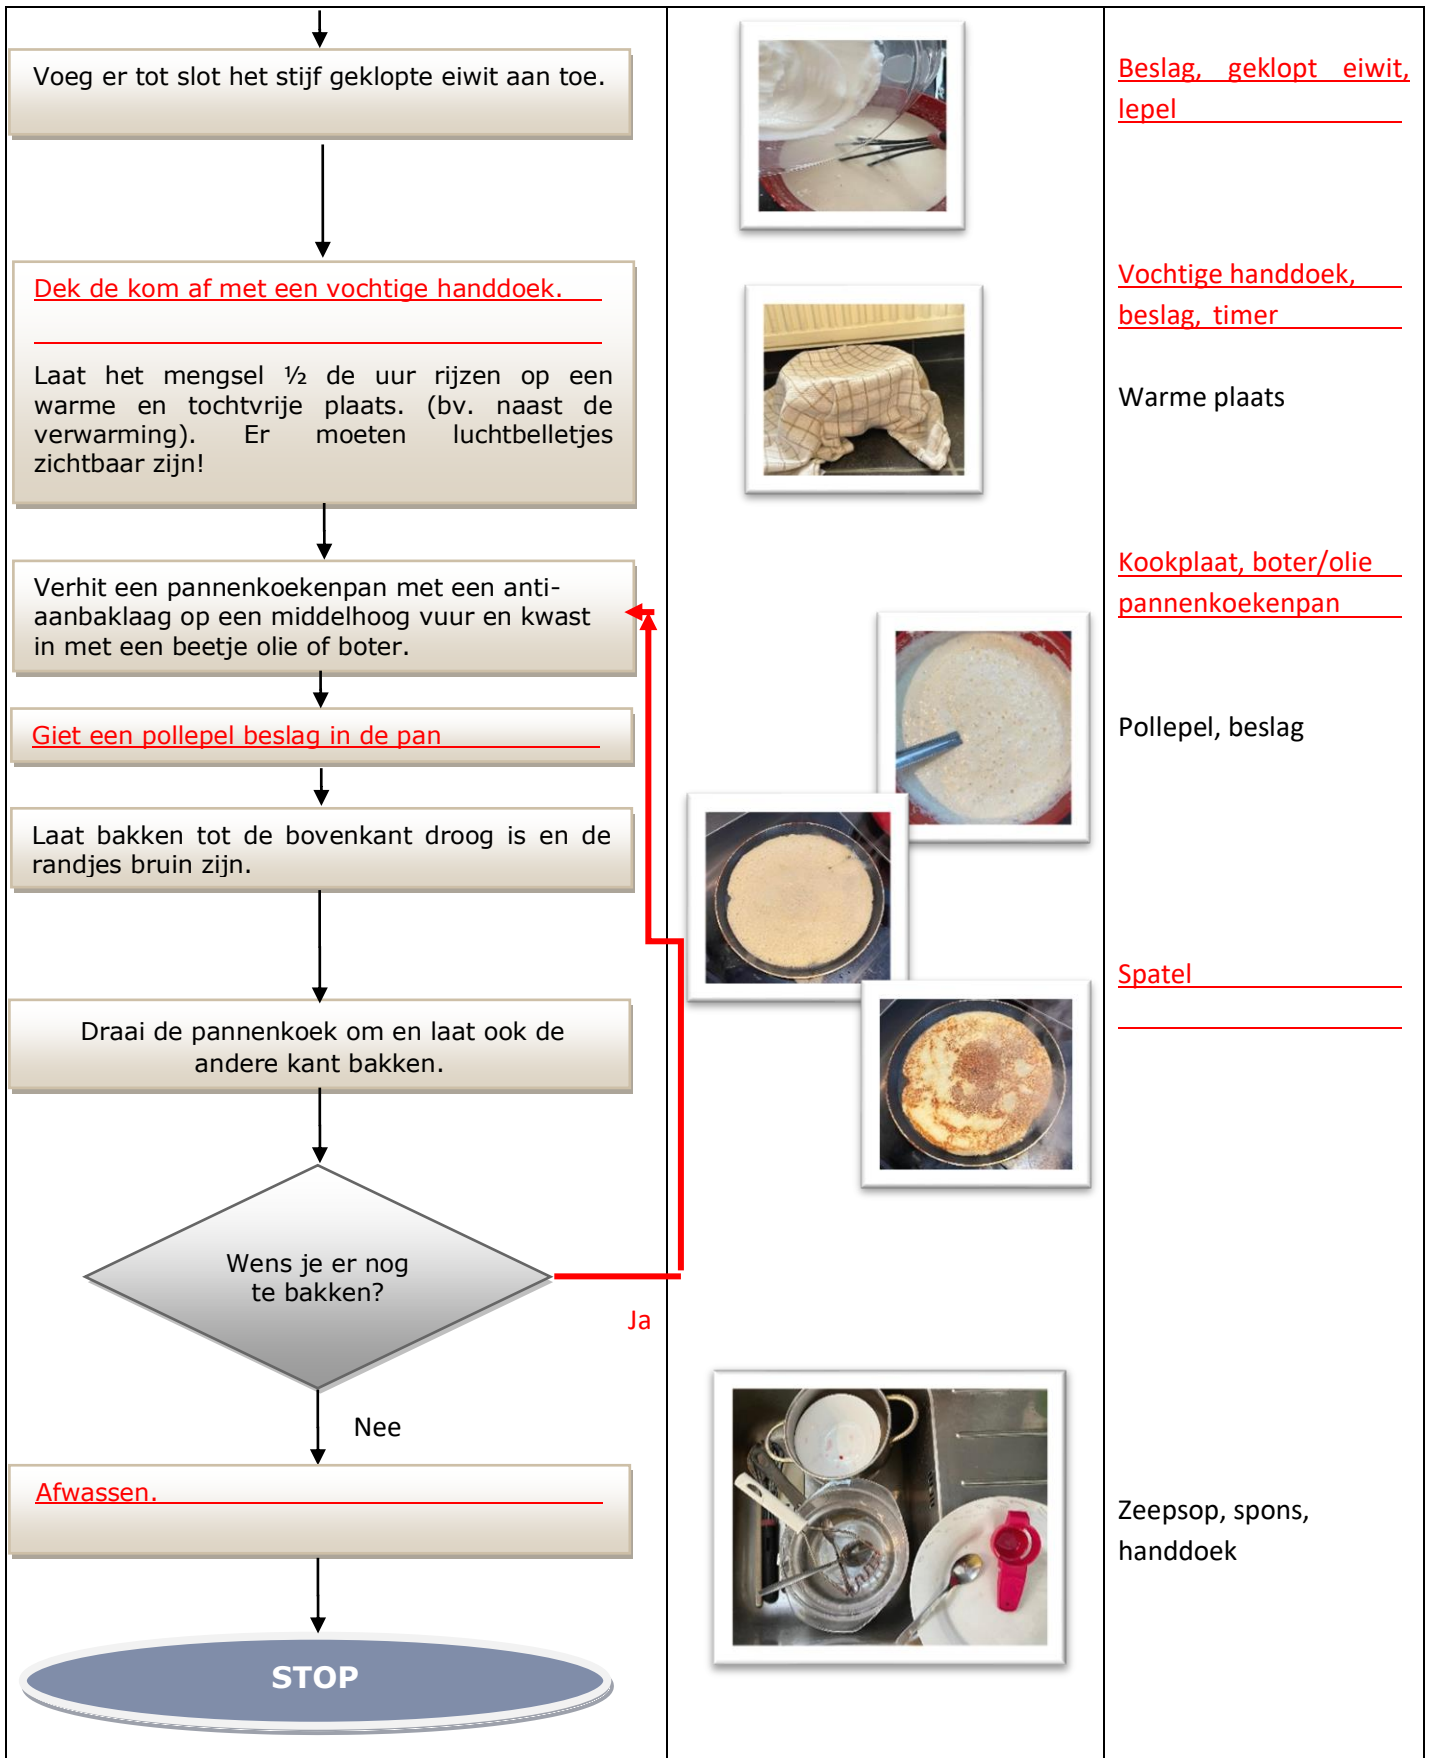 Voeg er tot slot het stijf geklopte eiwit aan toe.
Beslag, geklopt eiwit,
lepel
Dek de kom af met een vochtige handdoek.
Laat het mengsel ½ de uur rijzen op een
warme en tochtvrije plaats. (bv. naast de
verwarming). Er moeten luchtbelletjes
zichtbaar zijn!
Vochtige handdoek,
beslag, timer
Warme plaats
Verhit een pannenkoekenpan met een anti-
aanbaklaag op een middelhoog vuur en kwast
in met een beetje olie of boter.
Kookplaat, boter/olie
pannenkoekenpan
Giet een pollepel beslag in de pan
Pollepel, beslag
Laat bakken tot de bovenkant droog is en de
randjes bruin zijn.
Draai de pannenkoek om en laat ook de
andere kant bakken.
Spatel
Wens je er nog
te bakken?
Ja
Nee
Afwassen.
Zeepsop, spons,
handdoek
STOP